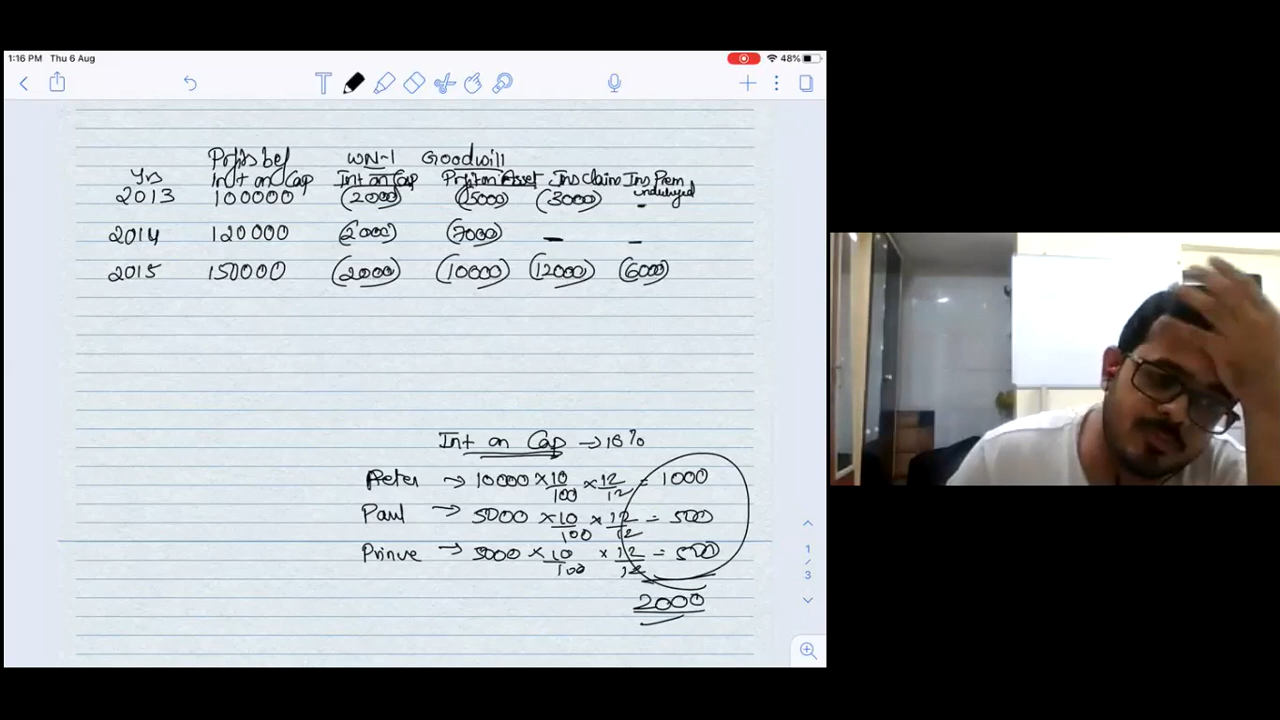 1:16 PM Thu 6 Aug 48%
T
Profits bef WN-1 Goodwill
Yrs Int on Cap Int on Cap Profit on Asset Ins claim Ins Prem
undulyed
2013 100000 (2000) (5000) (3000) -
2014 120000 (2000) (7000) - -
2015 150000 (2000) (10000) (12000) (6000)
Int on Cap → 10%
Peter → 10000 × 10/100 × 12/12 = 1000
Paul → 5000 × 10/100 × 12/12 = 500
Prince → 5000 × 10/100 × 12/12 = 500
2000
1
/
3